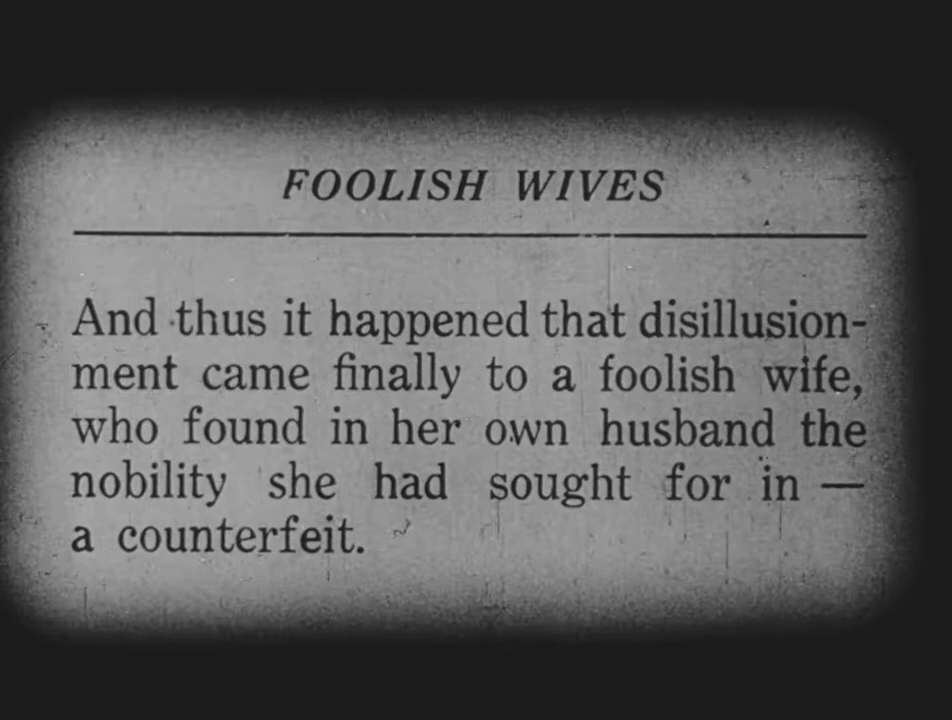 FOOLISH WIVES
And thus it happened that disillusion-
ment came finally to a foolish wife,
who found in her own husband the
nobility she had sought for in —
a counterfeit.